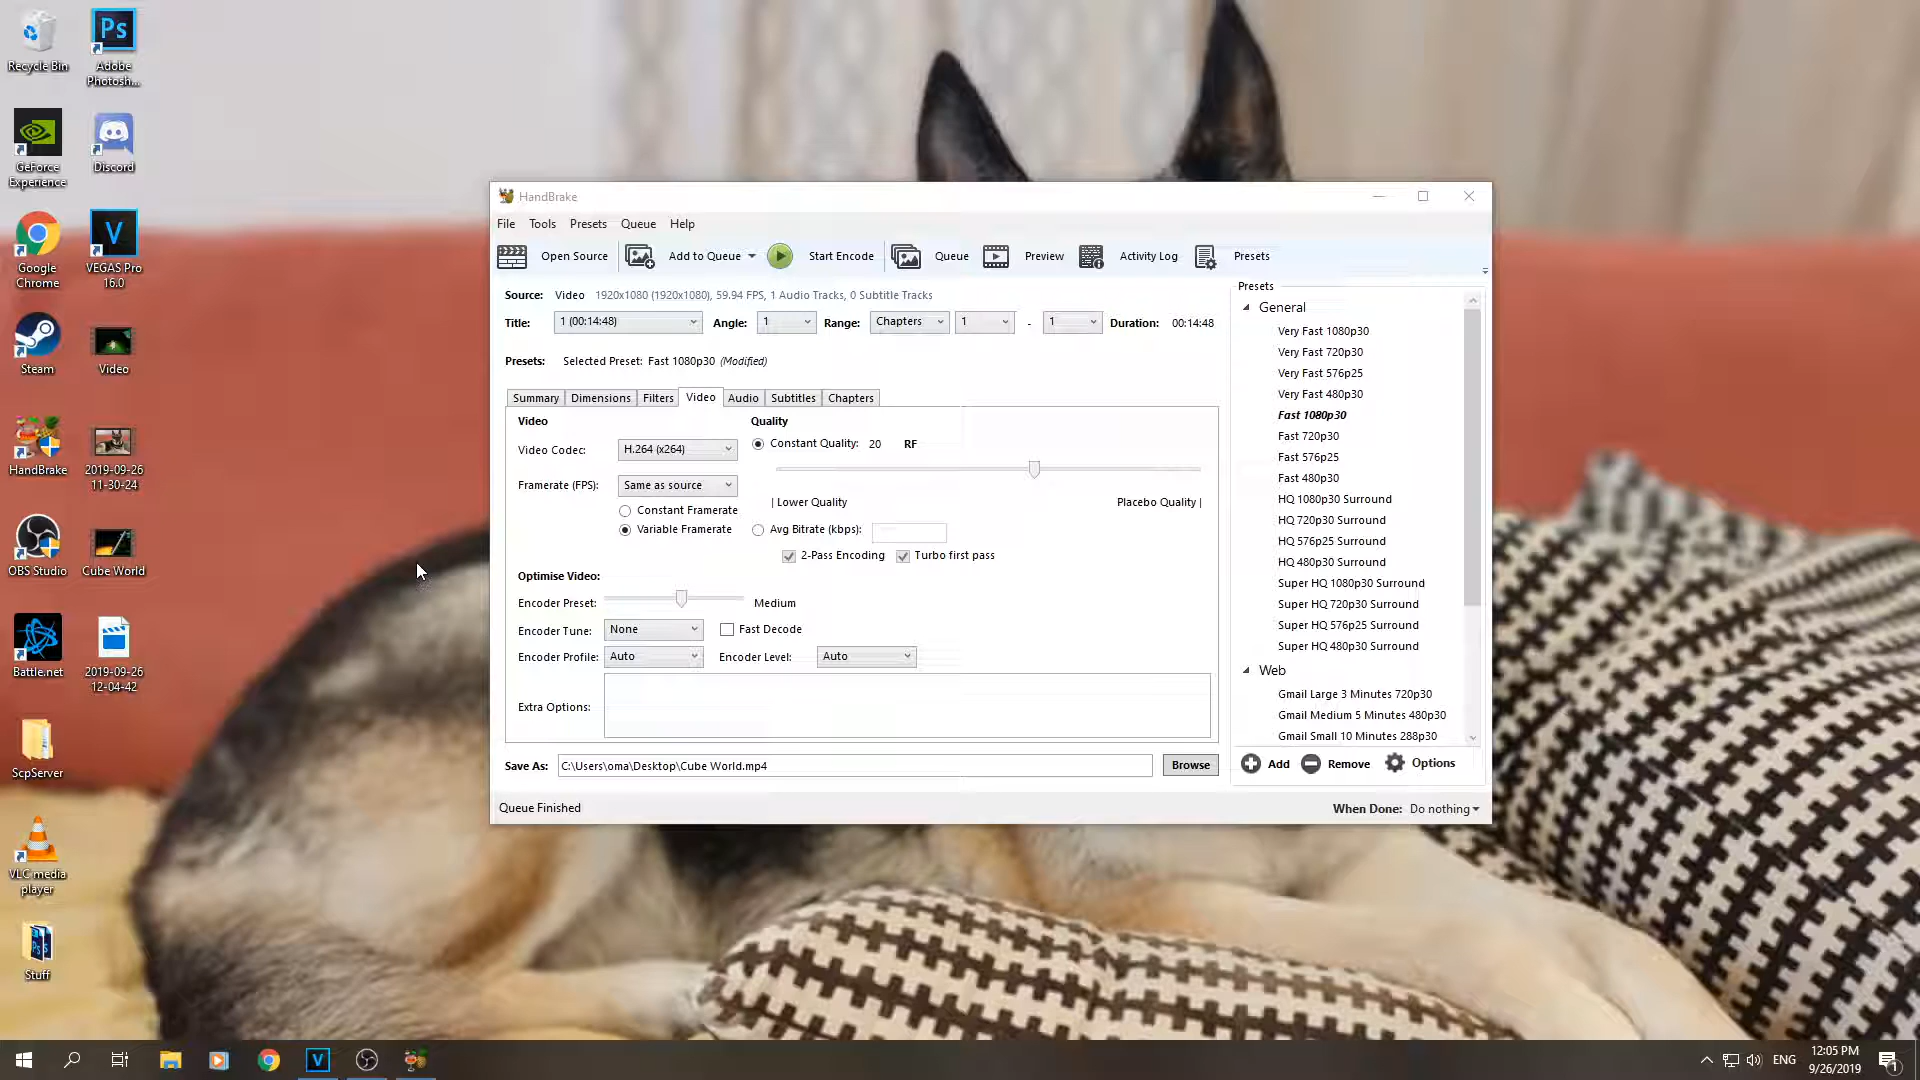 Recycle Bin
Adobe
Photosh...
GeForce
Experience
Discord
Google
Chrome
VEGAS Pro
16.0
Steam
Video
HandBrake
2019-09-26
11-30-24
OBS Studio
Cube World
Battle.net
2019-09-26
12-04-42
ScpServer
VLC media
player
Stuff
HandBrake
File Tools Presets Queue Help
Open Source Add to Queue Start Encode Queue Preview Activity Log Presets
Source: Video 1920x1080 (1920x1080), 59.94 FPS, 1 Audio Tracks, 0 Subtitle Tracks
Title: 1 (00:14:48) Angle: 1 Range: Chapters 1 - 1 Duration: 00:14:48
Presets: Selected Preset: Fast 1080p30 (Modified)
Summary Dimensions Filters Video Audio Subtitles Chapters
Video
Video Codec: H.264 (x264)
Framerate (FPS): Same as source
Constant Framerate
Variable Framerate
Quality
Constant Quality: 20 RF
| Lower Quality Placebo Quality |
Avg Bitrate (kbps):
2-Pass Encoding Turbo first pass
Optimise Video:
Encoder Preset: Medium
Encoder Tune: None Fast Decode
Encoder Profile: Auto Encoder Level: Auto
Extra Options:
Save As: C:\Users\oma\Desktop\Cube World.mp4 Browse
Presets
General
Very Fast 1080p30
Very Fast 720p30
Very Fast 576p25
Very Fast 480p30
Fast 1080p30
Fast 720p30
Fast 576p25
Fast 480p30
HQ 1080p30 Surround
HQ 720p30 Surround
HQ 576p25 Surround
HQ 480p30 Surround
Super HQ 1080p30 Surround
Super HQ 720p30 Surround
Super HQ 576p25 Surround
Super HQ 480p30 Surround
Web
Gmail Large 3 Minutes 720p30
Gmail Medium 5 Minutes 480p30
Gmail Small 10 Minutes 288p30
Add Remove Options
Queue Finished When Done: Do nothing
ENG
12:05 PM
9/26/2019
1